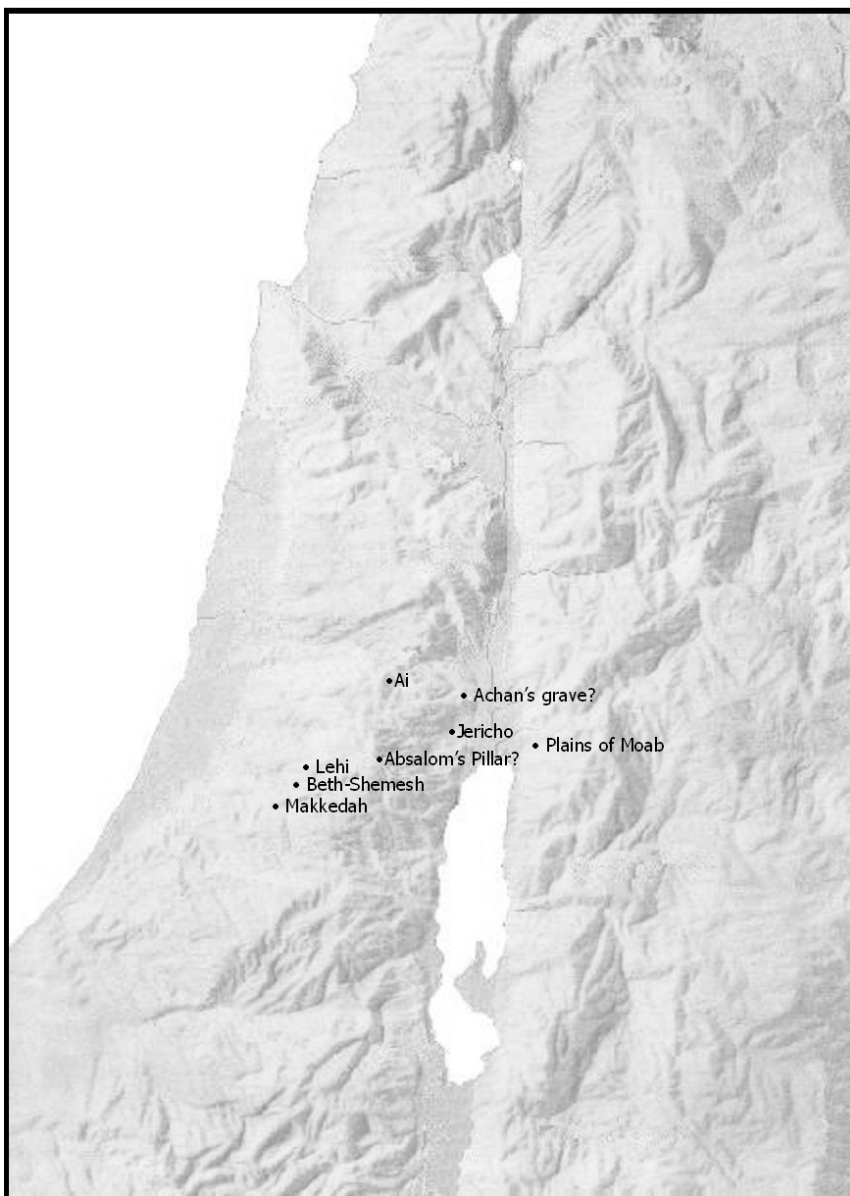 Ai
Achan's grave?
Jericho
Plains of Moab
Absalom's Pillar?
Lehi
Beth-Shemesh
Makkedah